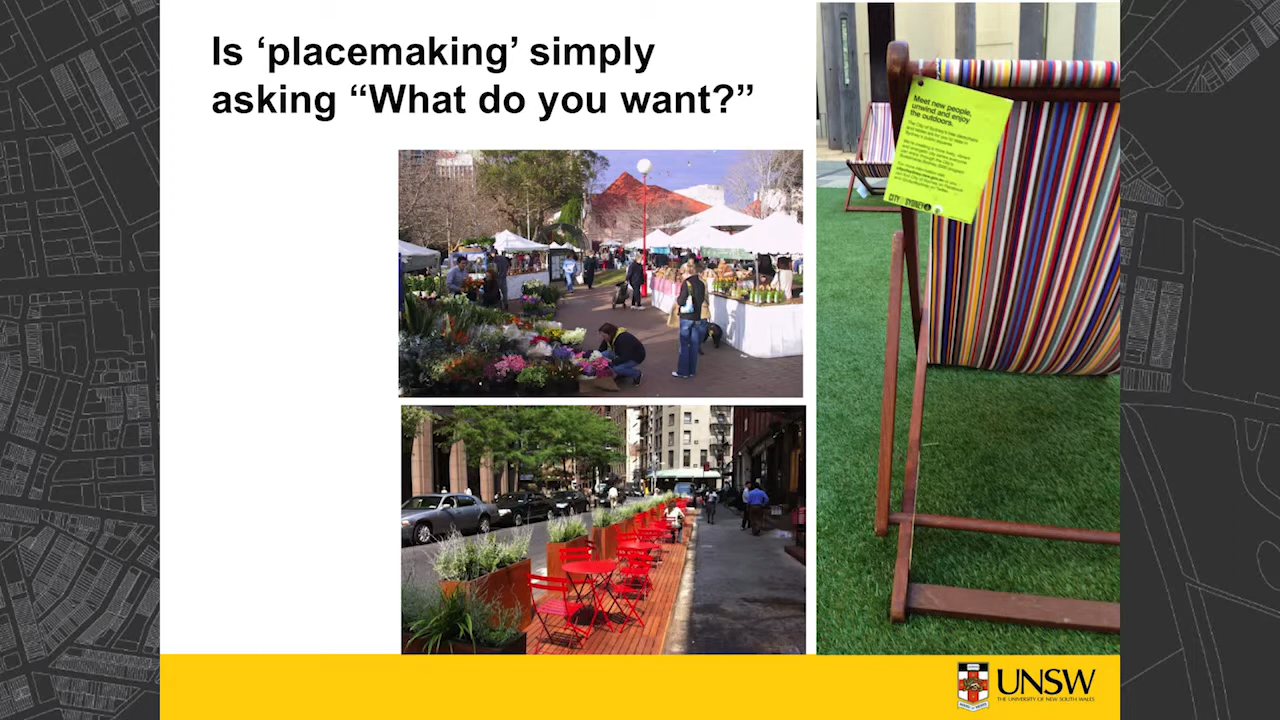 Is ‘placemaking’ simply
asking “What do you want?”
Meet new people,
unwind and enjoy
the outdoors.
CITY OF SYDNEY
UNSW
THE UNIVERSITY OF NEW SOUTH WALES